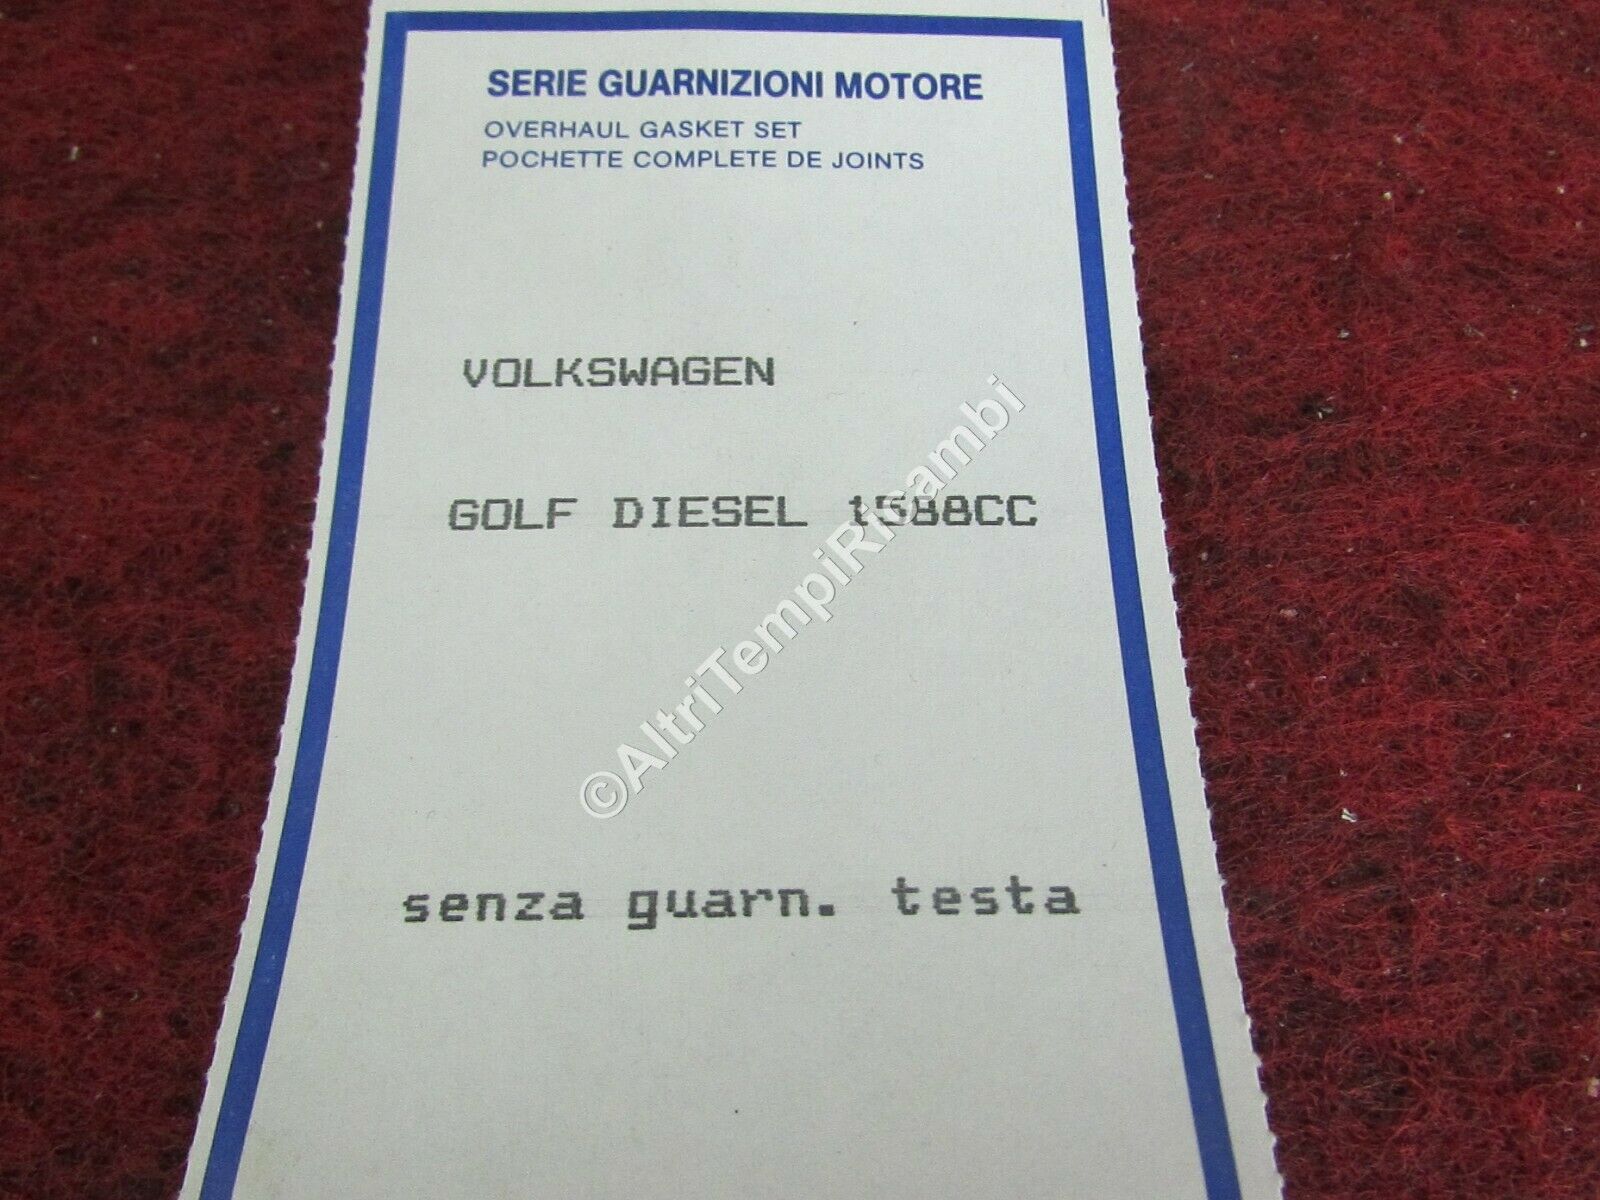 SERIE GUARNIZIONI MOTORE
OVERHAUL GASKET SET
POCHETTE COMPLETE DE JOINTS
VOLKSWAGEN
GOLF DIESEL 1588CC
©AltriTempiRicambi
senza guarn. testa